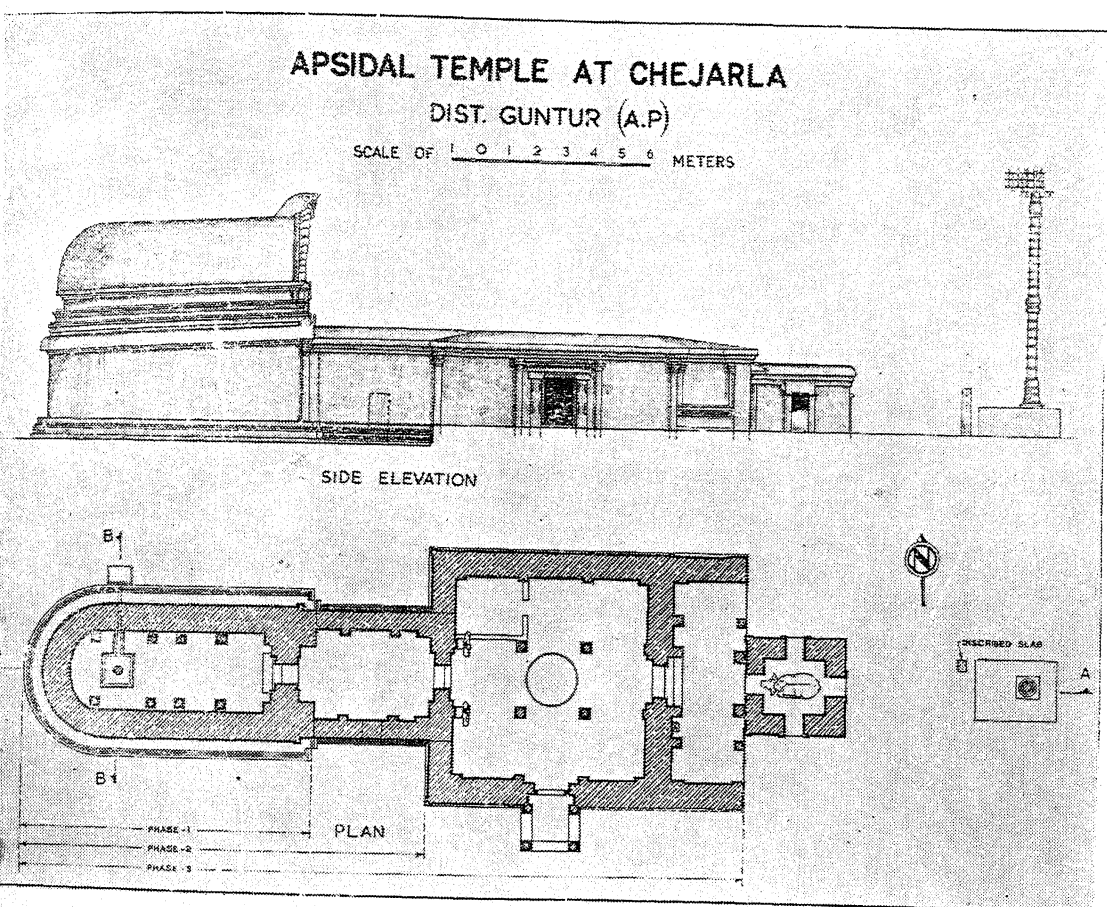 APSIDAL TEMPLE AT CHEJARLA
DIST. GUNTUR (A.P)
SCALE OF 1 0 1 2 3 4 5 6 METERS
SIDE ELEVATION
B
N
INSCRIBED SLAB
A
B
PHASE-1
PLAN
PHASE-2
PHASE-3